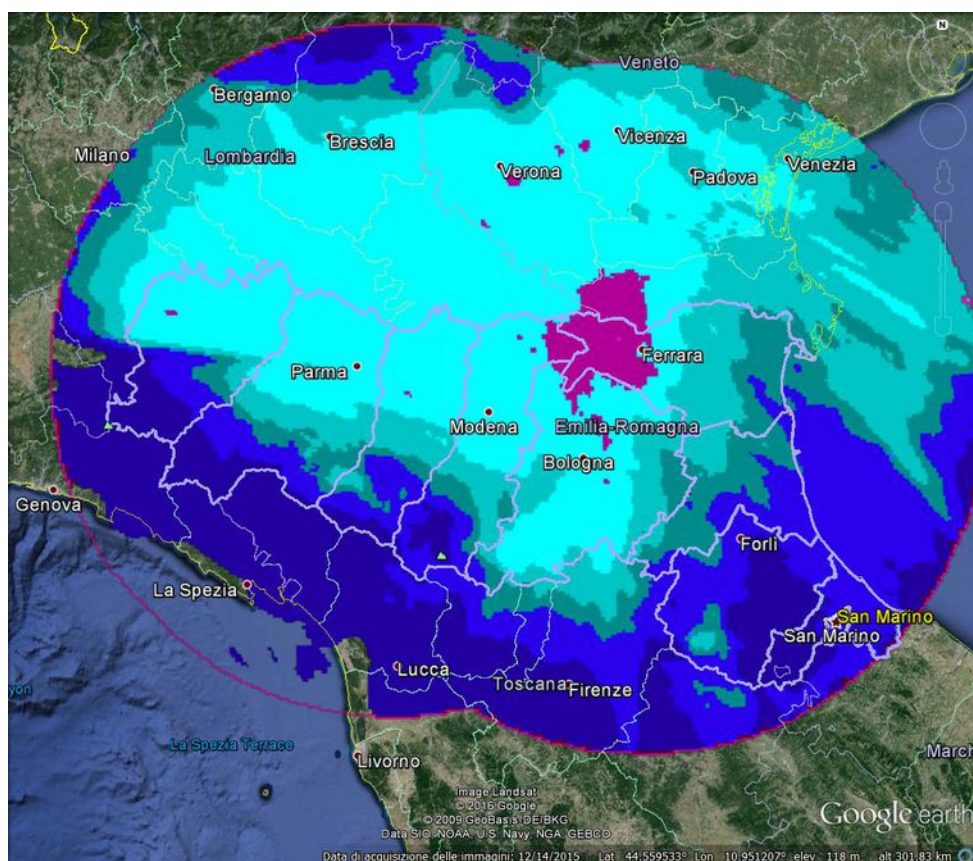 N
Veneto
Bergamo
Vicenza
Brescia
Milano
Lombardia
Venezia
Verona
Padova
Ferrara
Parma
Modena
Emilia-Romagna
Bologna
Genova
Forlì
La Spezia
San Marino
San Marino
Lucca
Toscana
Firenze
yon
La Spezia Terrace
March
Livorno
Image Landsat
© 2016 Google
© 2009 GeoBasis-DE/BKG
Data SIO, NOAA, U.S. Navy, NGA, GEBCO
Google earth
Data di acquisizione delle immagini: 12/14/2015 Lat 44.559533° Lon 10.951207° elev 118 m alt 301.83 km